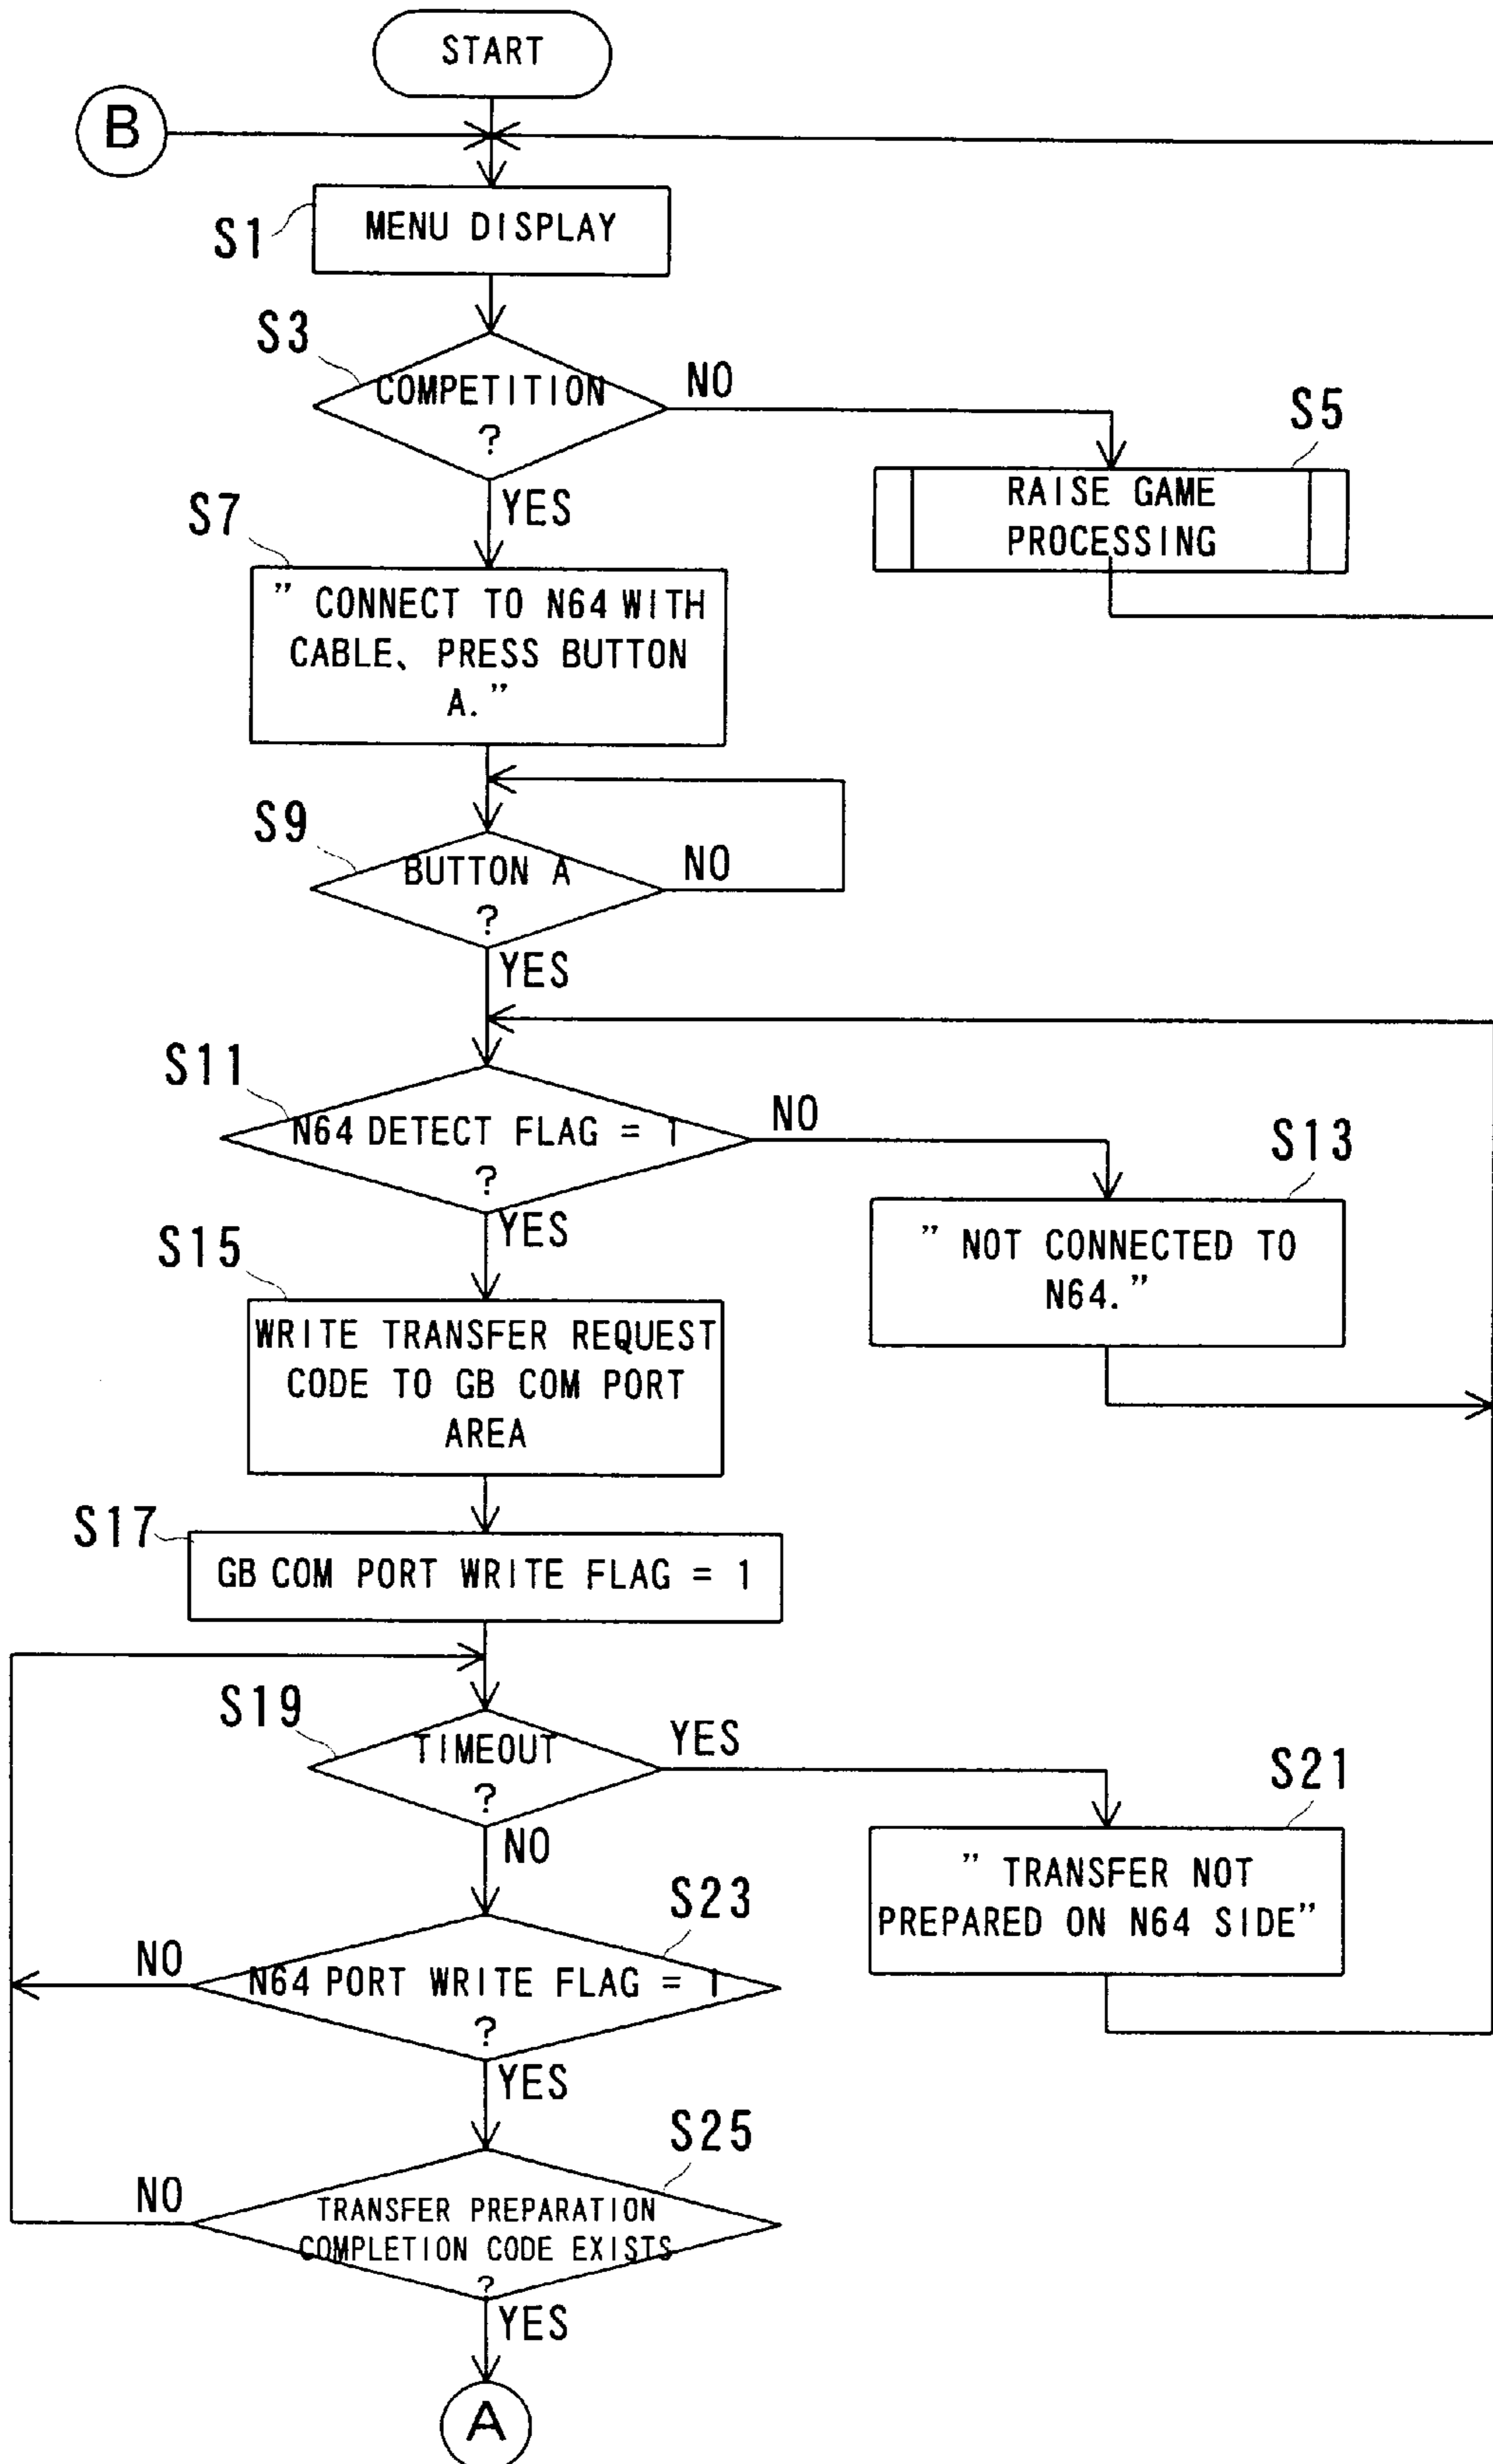 START
B
S1
MENU DISPLAY
S3
COMPETITION
?
NO
YES
S5
RAISE GAME
PROCESSING
S7
” CONNECT TO N64 WITH
CABLE、 PRESS BUTTON
A.”
S9
BUTTON A
?
NO
YES
S11
N64 DETECT FLAG = 1
?
NO
YES
S13
” NOT CONNECTED TO
N64.”
S15
WRITE TRANSFER REQUEST
CODE TO GB COM PORT
AREA
S17
GB COM PORT WRITE FLAG = 1
S19
TIMEOUT
?
YES
NO
S21
” TRANSFER NOT
PREPARED ON N64 SIDE”
S23
N64 PORT WRITE FLAG = 1
?
NO
YES
S25
TRANSFER PREPARATION
COMPLETION CODE EXISTS
?
NO
YES
A